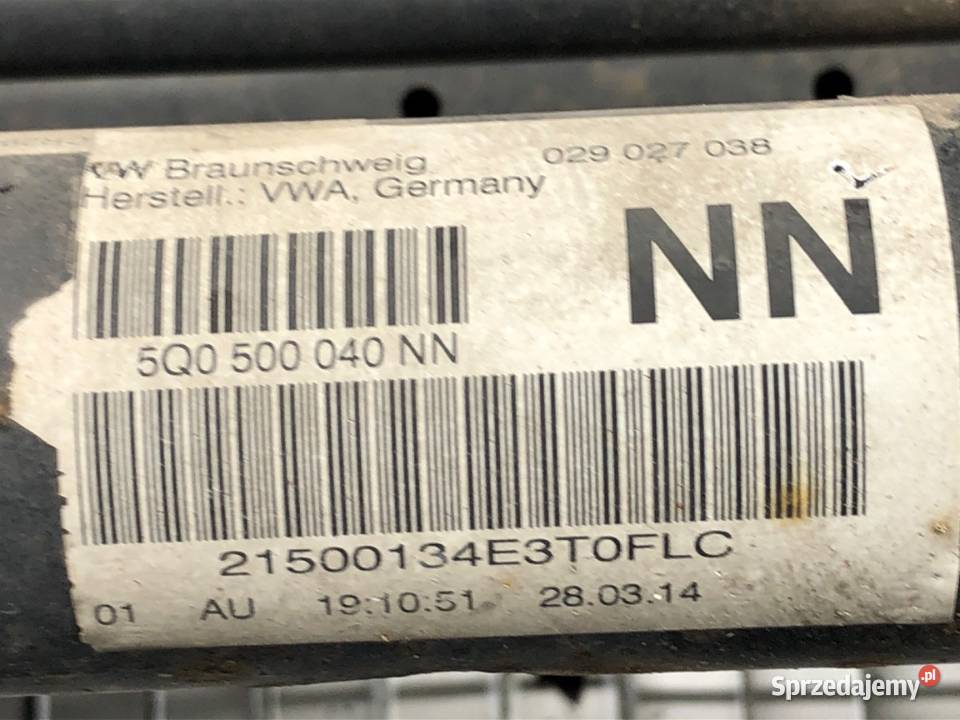 VW Braunschweig 029 027 038
Herstell.: VWA, Germany
NN
5Q0 500 040 NN
21500134E3T0FLC
01 AU 19:10:51 28.03.14
Sprzedajemy.pl